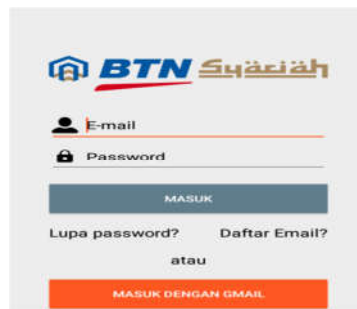 BTN Syariah
E-mail
Password
MASUK
Lupa password? Daftar Email?
atau
MASUK DENGAN GMAIL